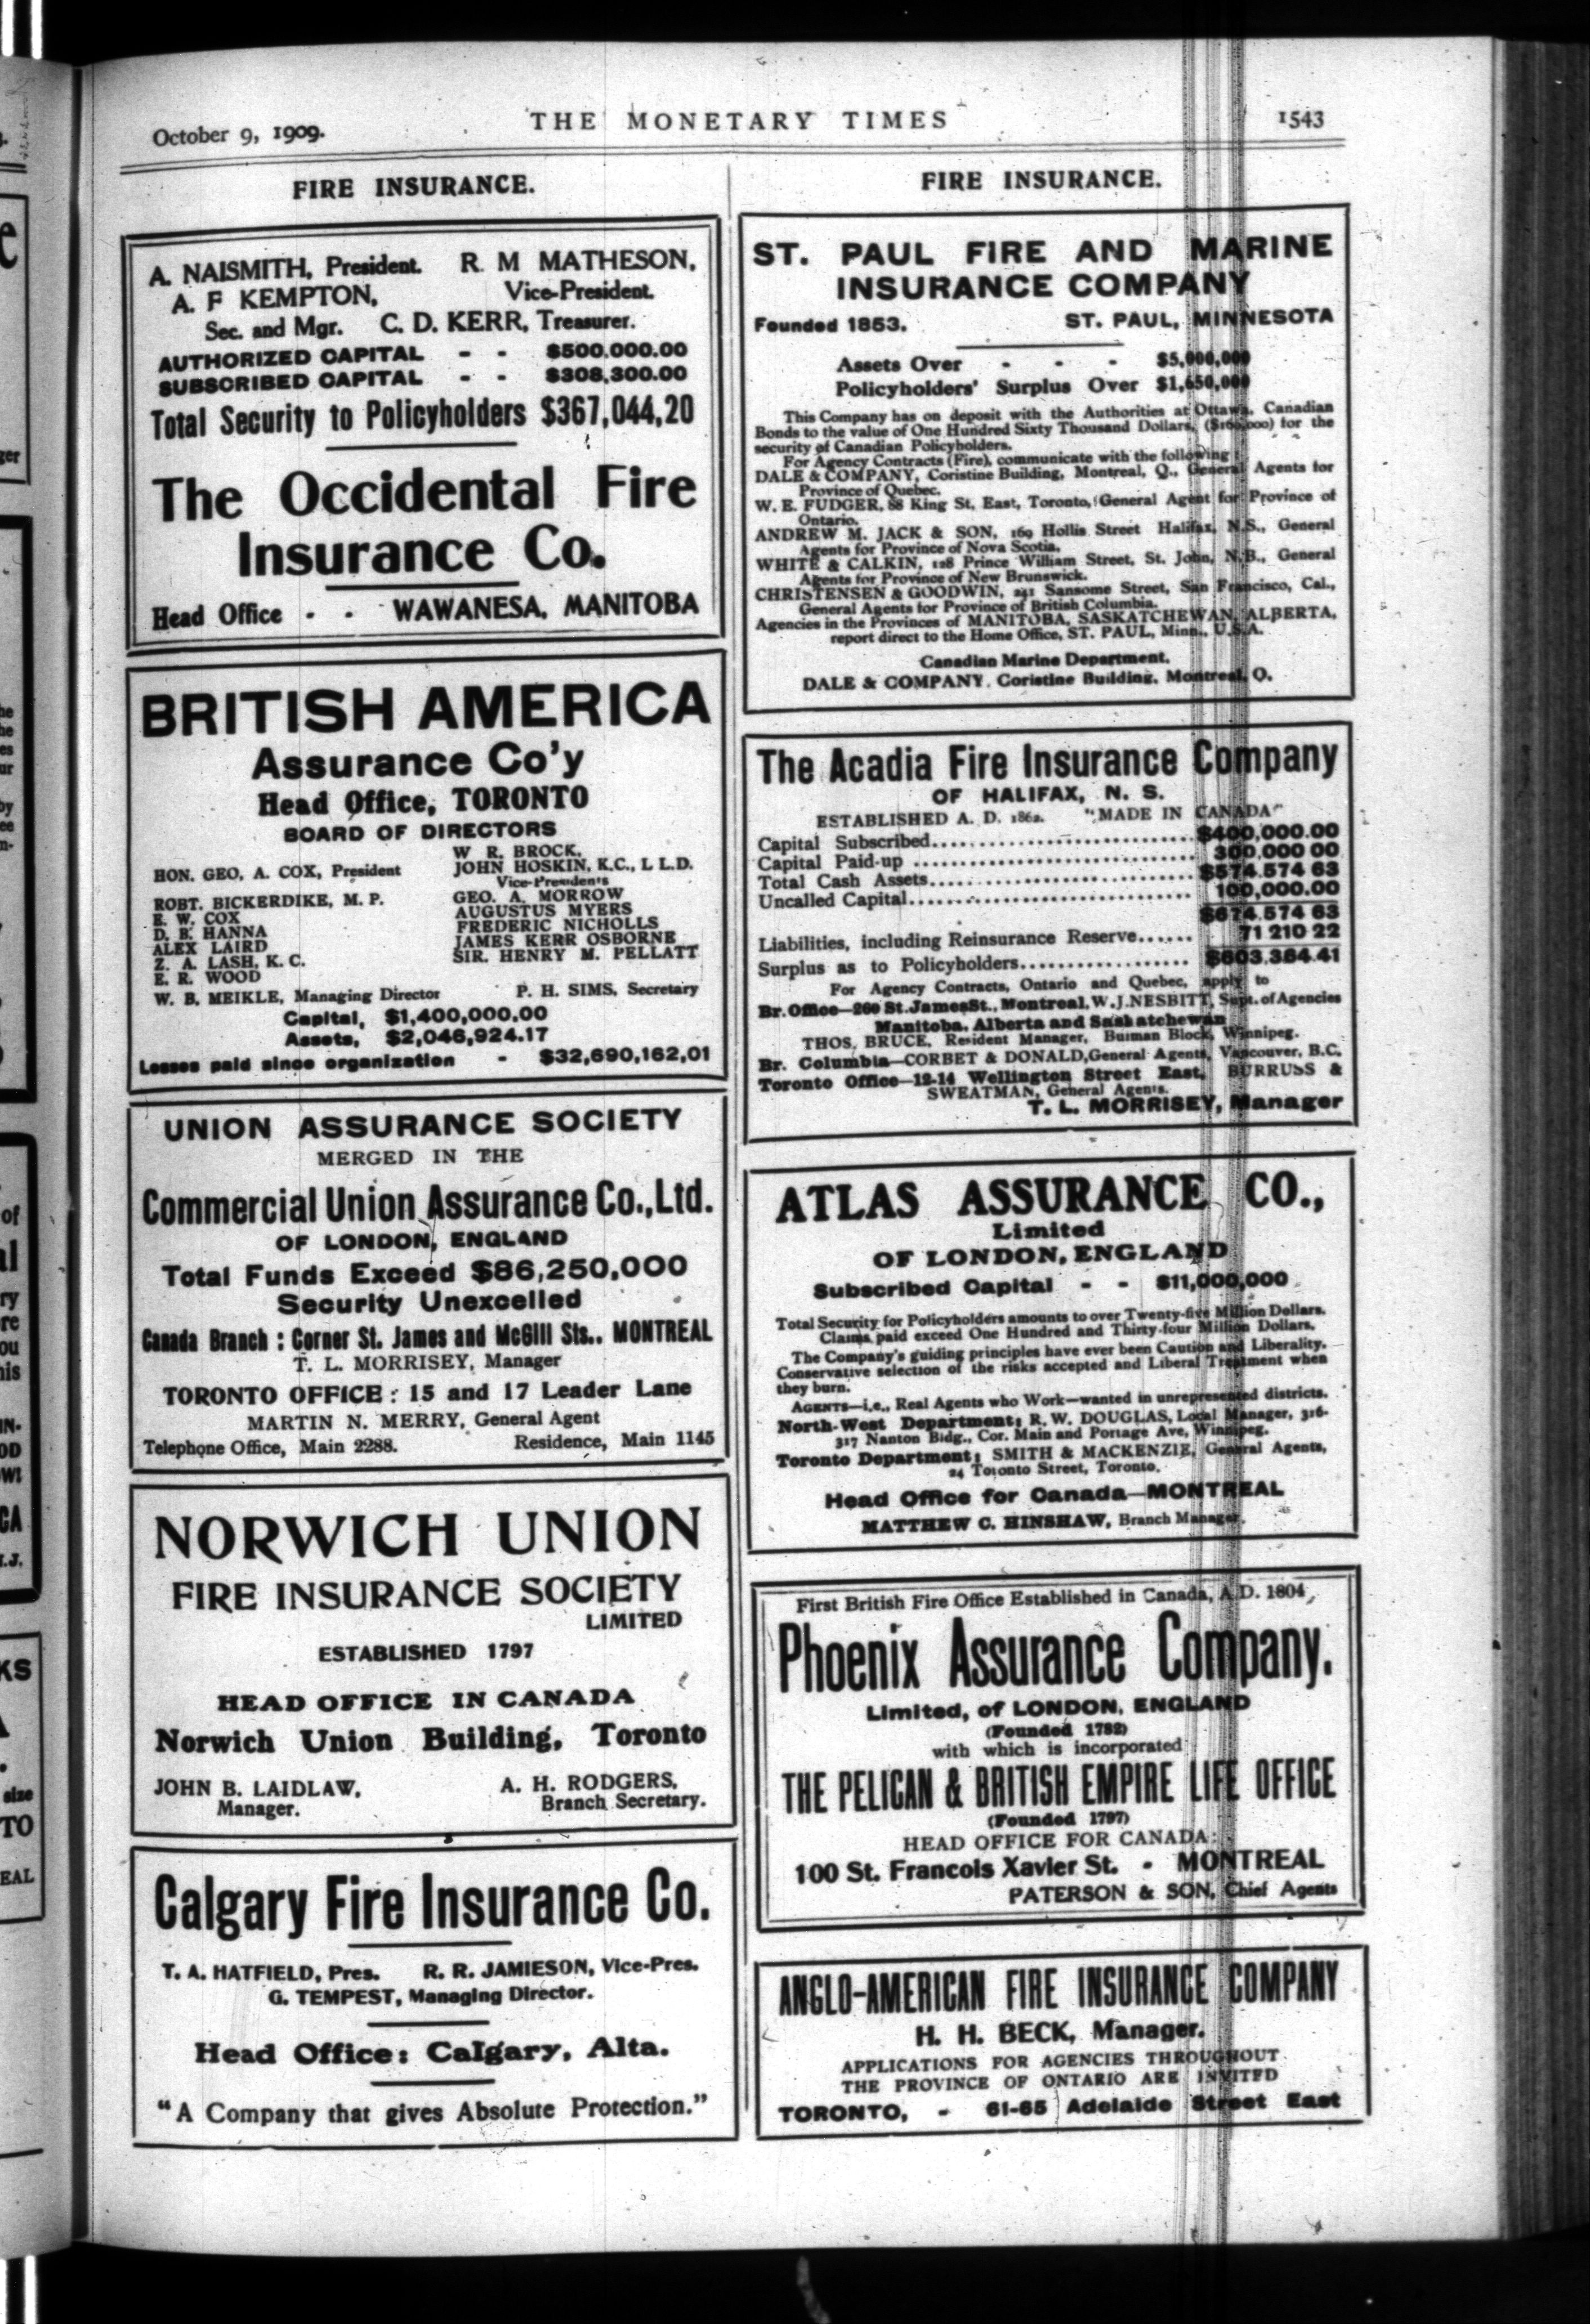 October 9, 1909.
THE MONETARY TIMES
1543
FIRE INSURANCE.
A. NAISMITH, President. R. M MATHESON,
A. F KEMPTON, Vice-President.
Sec. and Mgr. C. D. KERR, Treasurer.
AUTHORIZED CAPITAL - - $500.000.00
SUBSCRIBED CAPITAL - - $308,300.00
Total Security to Policyholders $367,044,20
The Occidental Fire
Insurance Co.
Head Office - - WAWANESA, MANITOBA
BRITISH AMERICA
Assurance Co'y
Head Office, TORONTO
BOARD OF DIRECTORS
W R. BROCK,
HON. GEO, A. COX, President JOHN HOSKIN, K.C., L L.D.
Vice-Presidents
ROBT. BICKERDIKE, M. P. GEO. A. MORROW
E. W. COX AUGUSTUS MYERS
D. B. HANNA FREDERIC NICHOLLS
ALEX LAIRD JAMES KERR OSBORNE
Z. A. LASH, K. C. SIR. HENRY M. PELLATT
E. R. WOOD
W. B. MEIKLE, Managing Director P. H. SIMS, Secretary
Capital, $1,400,000.00
Assets, $2,046,924.17
Losses paid since organization - $32,690,162,01
UNION ASSURANCE SOCIETY
MERGED IN THE
Commercial Union Assurance Co., Ltd.
OF LONDON, ENGLAND
Total Funds Exceed $86,250,000
Security Unexcelled
Canada Branch : Corner St. James and McGill Sts., MONTREAL
T. L. MORRISEY, Manager
TORONTO OFFICE : 15 and 17 Leader Lane
MARTIN N. MERRY, General Agent
Telephone Office, Main 2288. Residence, Main 1145
NORWICH UNION
FIRE INSURANCE SOCIETY
LIMITED
ESTABLISHED 1797
HEAD OFFICE IN CANADA
Norwich Union Building, Toronto
JOHN B. LAIDLAW, A. H. RODGERS,
Manager. Branch Secretary.
Calgary Fire Insurance Co.
T. A. HATFIELD, Pres. R. R. JAMIESON, Vice-Pres.
G. TEMPEST, Managing Director.
Head Office: Calgary, Alta.
"A Company that gives Absolute Protection."
FIRE INSURANCE.
ST. PAUL FIRE AND MARINE
INSURANCE COMPANY
Founded 1853. ST. PAUL, MINNESOTA
Assets Over - - - $5,000,000
Policyholders' Surplus Over $1,650,000
This Company has on deposit with the Authorities at Ottawa, Canadian
Bonds to the value of One Hundred Sixty Thousand Dollars, ($160,000) for the
security of Canadian Policyholders.
For Agency Contracts (Fire), communicate with the following :
DALE & COMPANY, Coristine Building, Montreal, Q., General Agents for
Province of Quebec.
W. E. FUDGER, 88 King St, East, Toronto, General Agent for Province of
Ontario.
ANDREW M. JACK & SON, 169 Hollis Street Halifax, N.S., General
Agents for Province of Nova Scotia.
WHITE & CALKIN, 128 Prince William Street, St. John, N.B., General
Agents for Province of New Brunswick.
CHRISTENSEN & GOODWIN, 241 Sansome Street, San Francisco, Cal.,
General Agents for Province of British Columbia.
Agencies in the Provinces of MANITOBA, SASKATCHEWAN, ALBERTA,
report direct to the Home Office, ST. PAUL, Minn., U.S.A.
Canadian Marine Department.
DALE & COMPANY, Coristine Building, Montreal, Q.
The Acadia Fire Insurance Company
OF HALIFAX, N. S.
ESTABLISHED A. D. 1862. "MADE IN CANADA"
Capital Subscribed.............................$400,000.00
Capital Paid-up ............................... 300,000 00
Total Cash Assets..............................$574.574 63
Uncalled Capital............................... 100,000.00
$674.574 63
Liabilities, including Reinsurance Reserve...... 71 210 22
Surplus as to Policyholders.................. $603.364.41
For Agency Contracts, Ontario and Quebec, apply to
Br. Office—260 St. James St., Montreal, W. J. NESBITT, Supt. of Agencies
Manitoba, Alberta and Saskatchewan
THOS. BRUCE, Resident Manager, Bulman Block, Winnipeg.
Br. Columbia—CORBET & DONALD, General Agents, Vancouver, B.C.
Toronto Office—12-14 Wellington Street East, BURRUSS &
SWEATMAN, General Agents.
T. L. MORRISEY, Manager
ATLAS ASSURANCE CO.,
Limited
OF LONDON, ENGLAND
Subscribed Capital - - $11,000,000
Total Security for Policyholders amounts to over Twenty-five Million Dollars.
Claims paid exceed One Hundred and Thirty-four Million Dollars.
The Company's guiding principles have ever been Caution and Liberality.
Conservative selection of the risks accepted and Liberal Treatment when
they burn.
AGENTS—i.e., Real Agents who Work—wanted in unrepresented districts.
North-West Department: R. W. DOUGLAS, Local Manager, 316-
317 Nanton Bldg., Cor. Main and Portage Ave, Winnipeg.
Toronto Department: SMITH & MACKENZIE, General Agents,
24 Toronto Street, Toronto.
Head Office for Canada—MONTREAL
MATTHEW C. HINSHAW, Branch Manager.
First British Fire Office Established in Canada, A.D. 1804
Phoenix Assurance Company,
Limited, of LONDON, ENGLAND
(Founded 1782)
with which is incorporated
THE PELICAN & BRITISH EMPIRE LIFE OFFICE
(Founded 1797)
HEAD OFFICE FOR CANADA:
100 St. Francois Xavier St. - MONTREAL
PATERSON & SON, Chief Agents
ANGLO-AMERICAN FIRE INSURANCE COMPANY
H. H. BECK, Manager.
APPLICATIONS FOR AGENCIES THROUGHOUT
THE PROVINCE OF ONTARIO ARE INVITED
TORONTO, - 61-65 Adelaide Street East